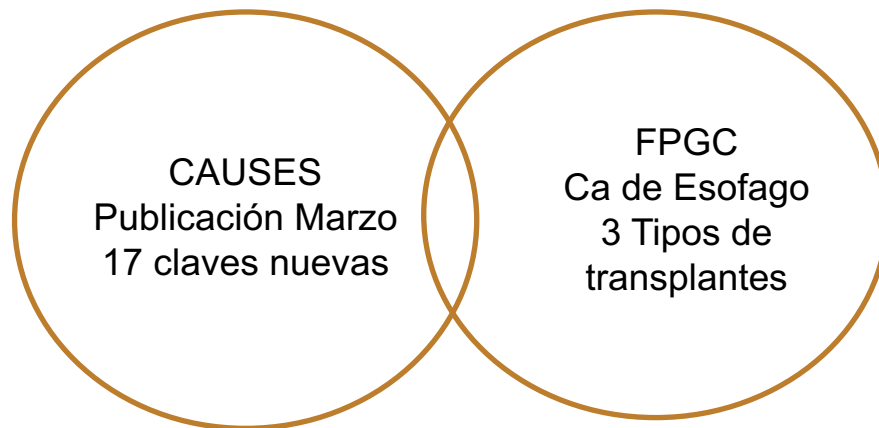 CAUSES
Publicación Marzo
17 claves nuevas
FPGC
Ca de Esofago
3 Tipos de
transplantes